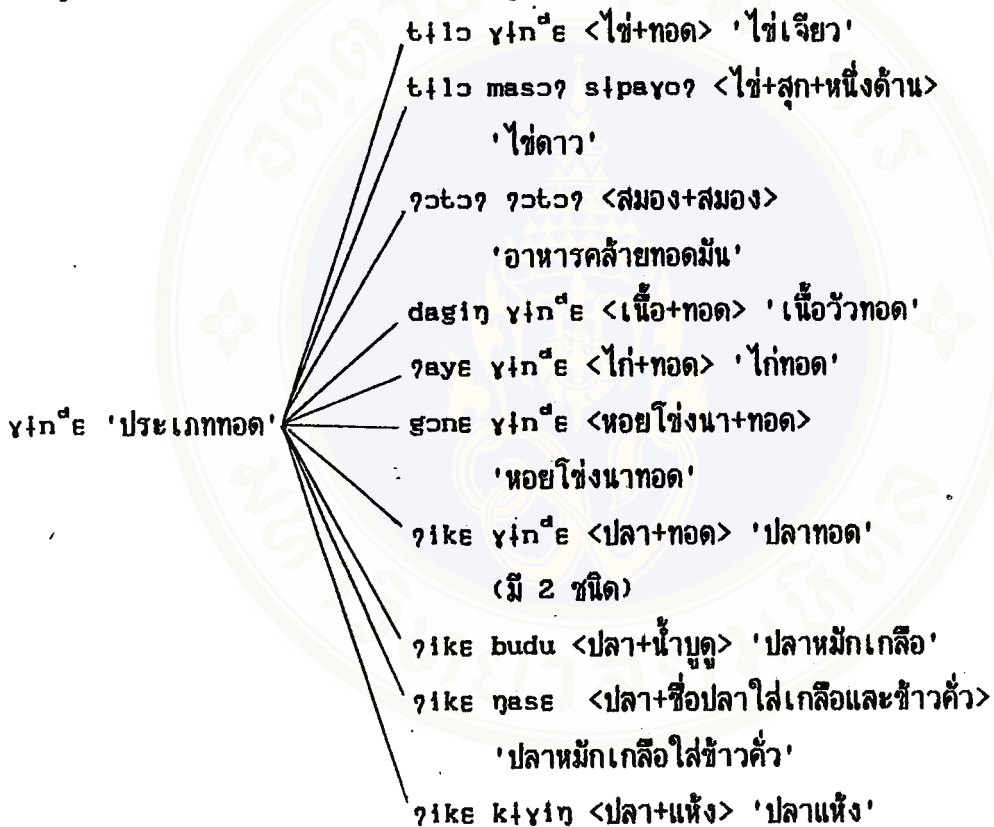 tɨlɔ ɣɨnᵈɛ <ไข่+ทอด> 'ไข่เจียว'
tɨlɔ masɔʔ sɨpaɣoʔ <ไข่+สุก+หนึ่งด้าน>
'ไข่ดาว'
ʔɔtɔʔ ʔɔtɔʔ <สมอง+สมอง>
'อาหารคล้ายทอดมัน'
dagiŋ ɣɨnᵈɛ <เนื้อ+ทอด> 'เนื้อวัวทอด'
ʔayɛ ɣɨnᵈɛ <ไก่+ทอด> 'ไก่ทอด'
ɣɨnᵈɛ 'ประเภททอด'
gɔnɛ ɣɨnᵈɛ <หอยโข่งนา+ทอด>
'หอยโข่งนาทอด'
ʔikɛ ɣɨnᵈɛ <ปลา+ทอด> 'ปลาทอด'
(มี 2 ชนิด)
ʔikɛ budu <ปลา+น้ำบูดู> 'ปลาหมักเกลือ'
ʔikɛ ŋasɛ <ปลา+ชื่อปลาใส่เกลือและข้าวคั่ว>
'ปลาหมักเกลือใส่ข้าวคั่ว'
ʔikɛ kɨɣiŋ <ปลา+แห้ง> 'ปลาแห้ง'